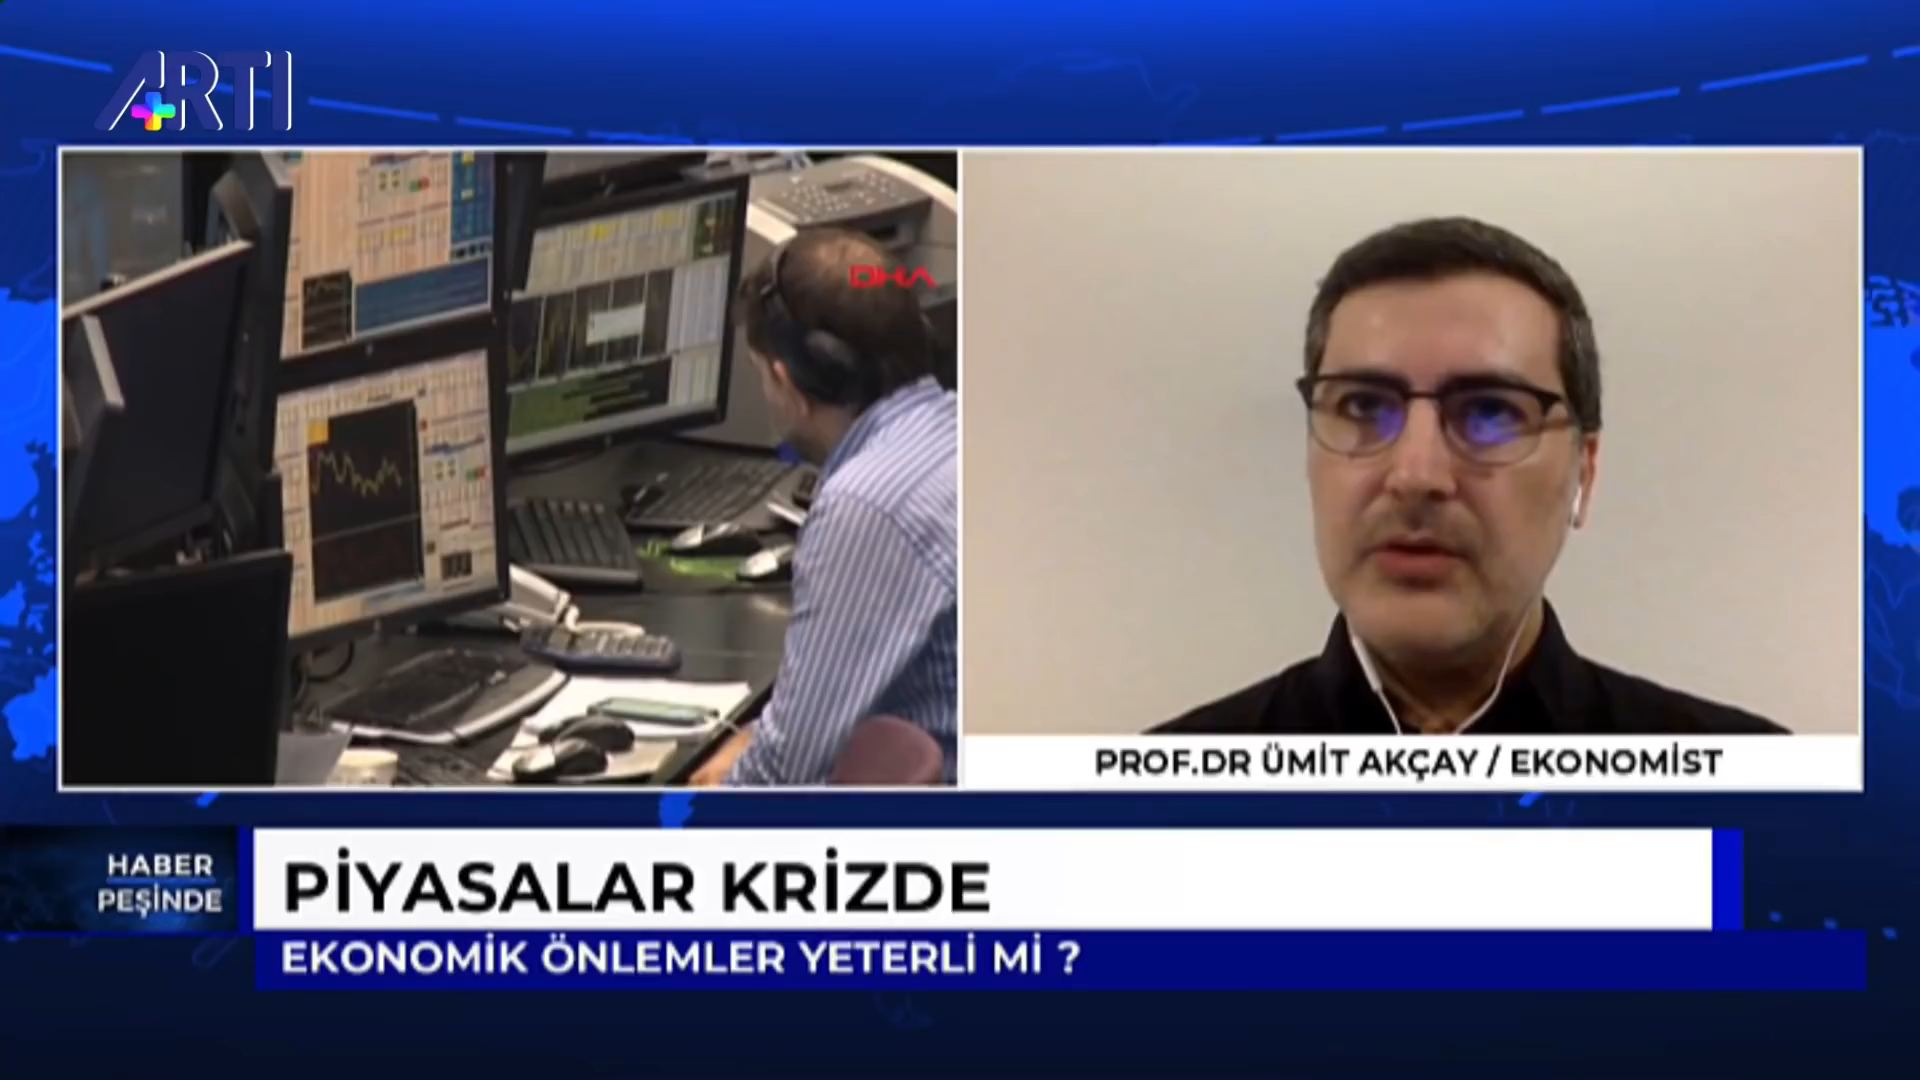 ARTI
DHA
PROF.DR ÜMİT AKÇAY / EKONOMİST
HABER
PEŞİNDE
PİYASALAR KRİZDE
EKONOMİK ÖNLEMLER YETERLİ Mİ ?